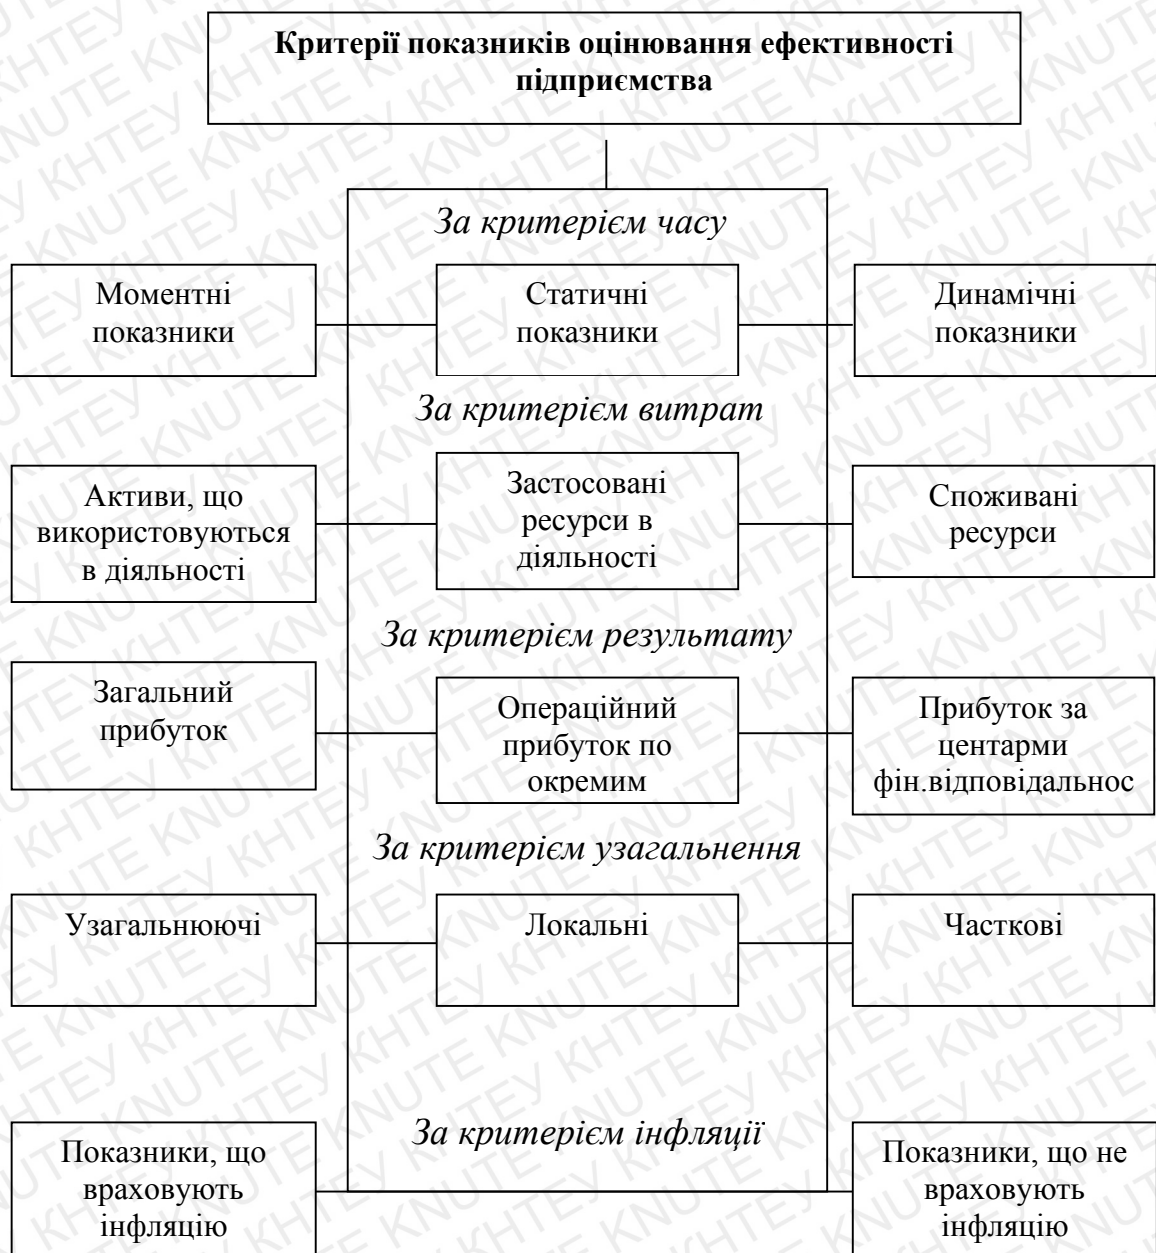 Критерії показників оцінювання ефективності
підприємства
За критерієм часу
Моментні
показники
Статичні
показники
Динамічні
показники
За критерієм витрат
Активи, що
використовуються
в діяльності
Застосовані
ресурси в
діяльності
Споживані
ресурси
За критерієм результату
Загальний
прибуток
Операційний
прибуток по
окремим
Прибуток за
центарми
фін.відповідальнос
За критерієм узагальнення
Узагальнюючі
Локальні
Часткові
За критерієм інфляції
Показники, що
враховують
інфляцію
Показники, що не
враховують
інфляцію